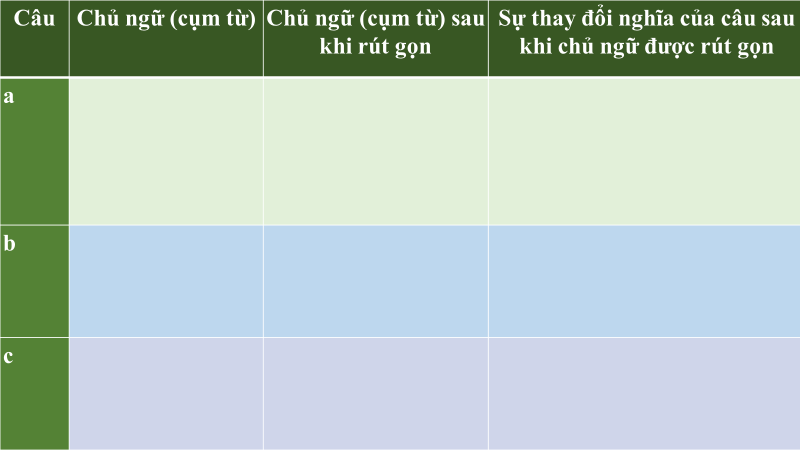 Câu
Chủ ngữ (cụm từ)
Chủ ngữ (cụm từ) sau
khi rút gọn
Sự thay đổi nghĩa của câu sau
khi chủ ngữ được rút gọn
a
b
c